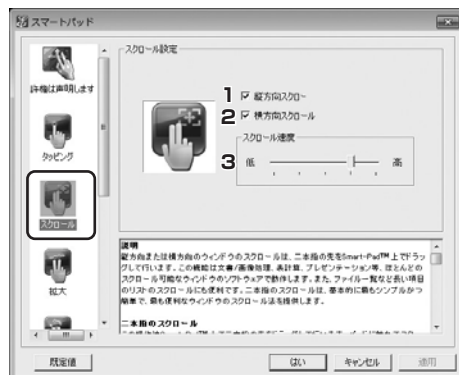 スマートパッド
許権は声明します
タッピング
スクロール
拡大
スクロール設定
1 縦方向スクロー
2 横方向スクロール
スクロール速度
3 低 高
説明
縦方向または横方向のウィンドウのスクロールは、二本指の先をSmart-Pad™上でドラッ
グして行います。この機能は文書/画像処理、表計算、プレゼンテーション等、ほとんどの
スクロール可能なウィンドウのソフトウェアで動作します。また、ファイル一覧など長い項目
のリストのスクロールにも便利です。二本指のスクロールは、基本的に最もシンプルかつ
簡単で、最も便利なウィンドウのスクロール法を提供します。
二本指のスクロール
既定値
はい
キャンセル
適用